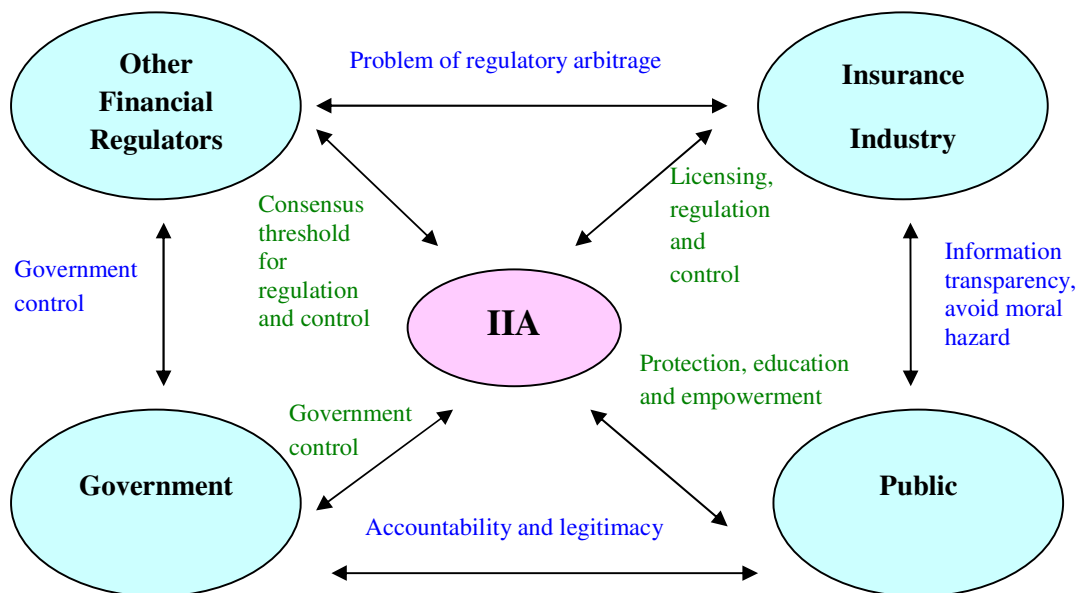 Other
Financial
Regulators
Problem of regulatory arbitrage
Insurance
Industry
Consensus
threshold
for
regulation
and control
Licensing,
regulation
and
control
Government
control
Information
transparency,
avoid moral
hazard
IIA
Protection, education
and empowerment
Government
control
Government
Public
Accountability and legitimacy